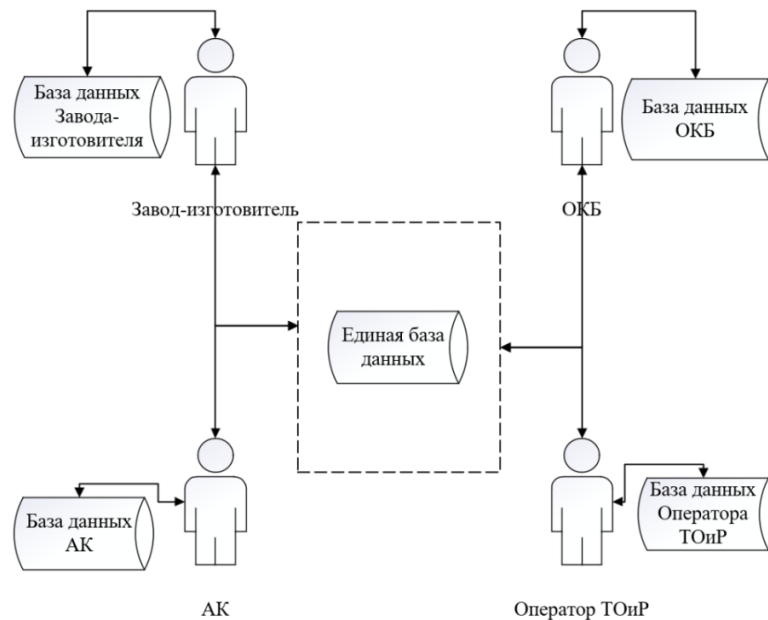 База данных
Завода-
изготовителя
База данных
ОКБ
Завод-изготовитель
ОКБ
Единая база
данных
База данных
АК
База данных
Оператора
ТОиР
АК
Оператор ТОиР